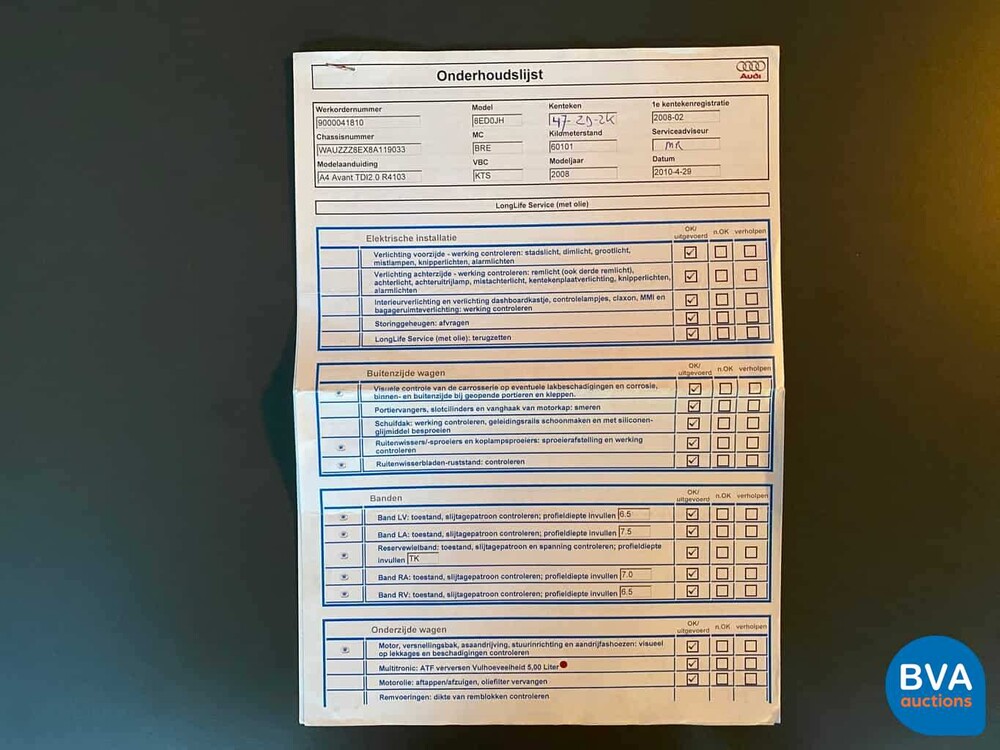 Onderhoudslijst
Audi
Werkordernummer
9000041810
Model
8ED0JH
Kenteken
47-ZD-ZK
1e kentekenregistratie
2008-02
Chassisnummer
WAUZZZ8EX8A119033
MC
BRE
Kilometerstand
60101
Serviceadviseur
MR
Modelaanduiding
A4 Avant TDI2.0 R4103
VBC
KTS
Modeljaar
2008
Datum
2010-4-29
LongLife Service (met olie)
Elektrische installatie
OK/
uitgevoerd n.OK verholpen
Verlichting voorzijde - werking controleren: stadslicht, dimlicht, grootlicht,
mistlampen, knipperlichten, alarmlichten
Verlichting achterzijde - werking controleren: remlicht (ook derde remlicht),
achterlicht, achteruitrijlamp, mistachterlicht, kentekenplaatverlichting, knipperlichten,
alarmlichten
Interieurverlichting en verlichting dashboardkastje, controlelampjes, claxon, MMI en
bagageruimteverlichting: werking controleren
Storinggeheugen: afvragen
LongLife Service (met olie): terugzetten
Buitenzijde wagen
OK/
uitgevoerd n.OK verholpen
Visuele controle van de carrosserie op eventuele lakbeschadigingen en corrosie,
binnen- en buitenzijde bij geopende portieren en kleppen.
Portiervangers, slotcilinders en vanghaak van motorkap: smeren
Schuifdak: werking controleren, geleidingsrails schoonmaken en met siliconen-
glijmiddel besproeien
Ruitenwissers/-sproeiers en koplampsproeiers: sproeierafstelling en werking
controleren
Ruitenwisserbladen-ruststand: controleren
Banden
OK/
uitgevoerd n.OK verholpen
Band LV: toestand, slijtagepatroon controleren; profieldiepte invullen 6.5
Band LA: toestand, slijtagepatroon controleren; profieldiepte invullen 7.5
Reservewielband: toestand, slijtagepatroon en spanning controleren; profieldiepte
invullen TK
Band RA: toestand, slijtagepatroon controleren; profieldiepte invullen 7.0
Band RV: toestand, slijtagepatroon controleren; profieldiepte invullen 6.5
Onderzijde wagen
OK/
uitgevoerd n.OK verholpen
Motor, versnellingsbak, asaandrijving, stuurinrichting en aandrijfashoezen: visueel
op lekkages en beschadigingen controleren
Multitronic: ATF verversen Vulhoeveelheid 5,00 Liter
Motorolie: aftappen/afzuigen, oliefilter vervangen
Remvoeringen: dikte van remblokken controleren
BVA
auctions